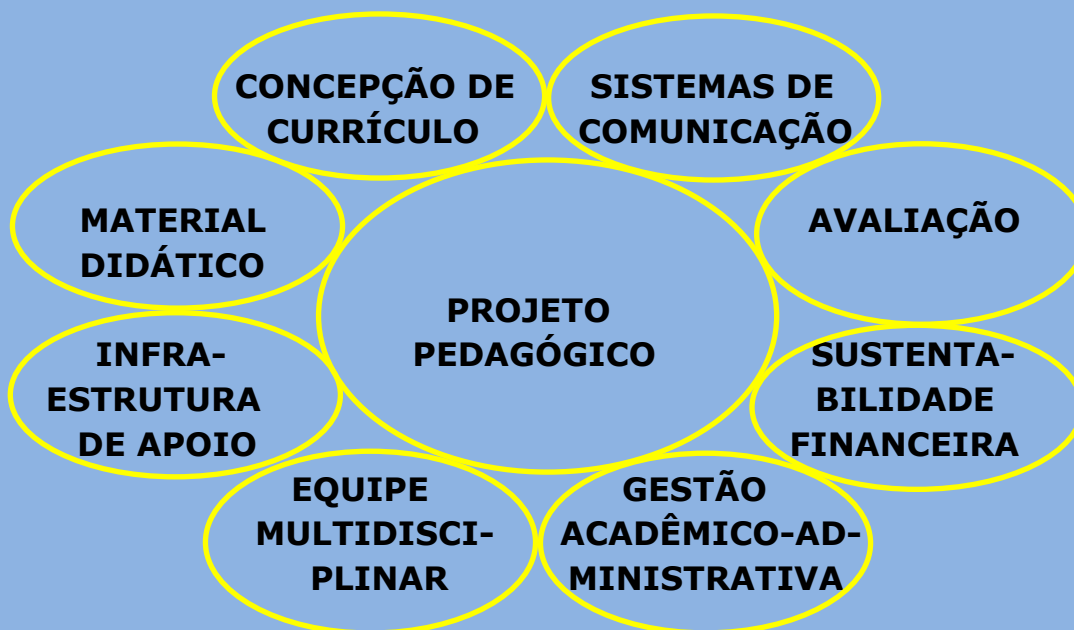 CONCEPÇÃO DE
CURRÍCULO
SISTEMAS DE
COMUNICAÇÃO
MATERIAL
DIDÁTICO
AVALIAÇÃO
PROJETO
PEDAGÓGICO
INFRA-
ESTRUTURA
DE APOIO
SUSTENTA-
BILIDADE
FINANCEIRA
EQUIPE
MULTIDISCI-
PLINAR
GESTÃO
ACADÊMICO-AD-
MINISTRATIVA